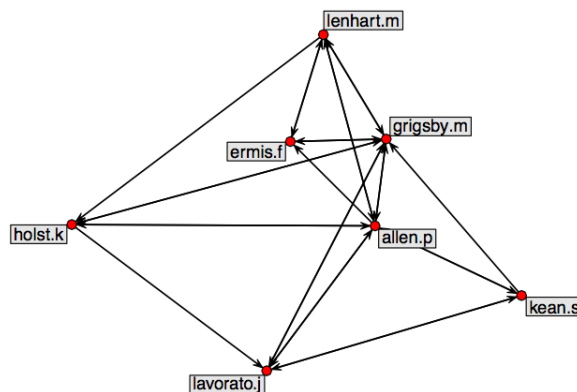 lenhart.m
grigsby.m
ermis.f
holst.k
allen.p
kean.s
lavorato.j